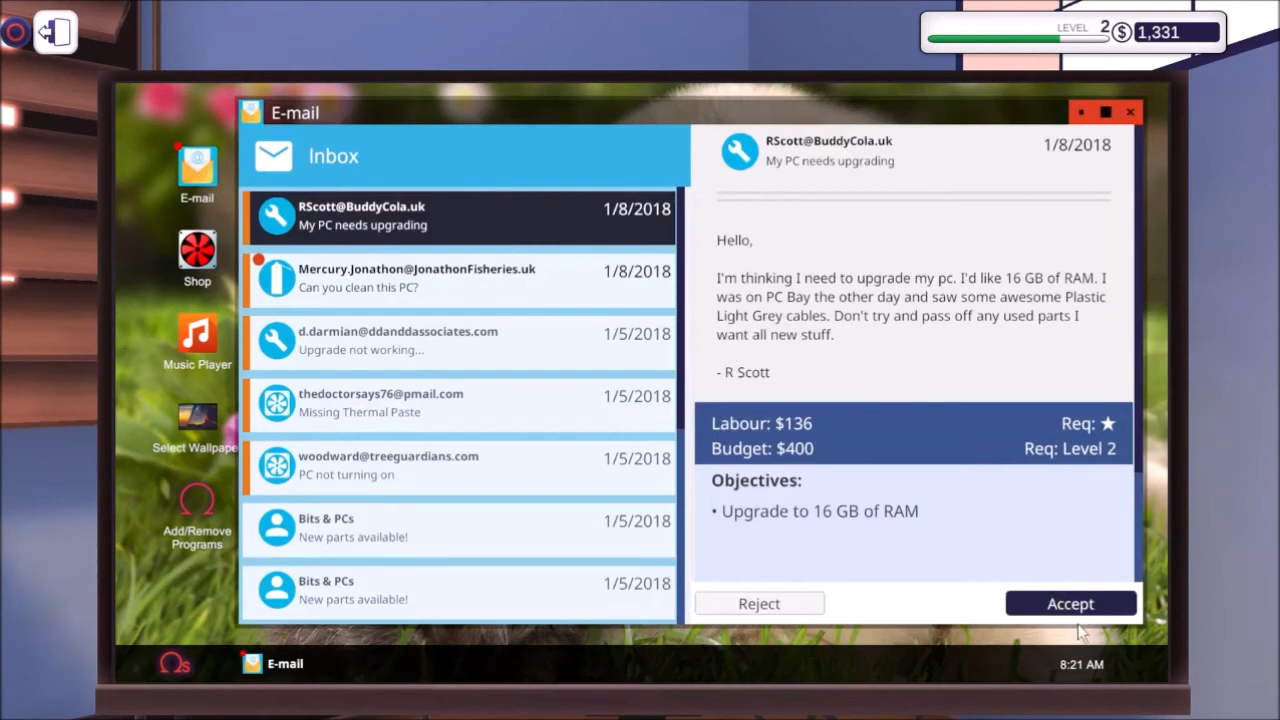 LEVEL 2 $ 1,331
E-mail
Inbox
RScott@BuddyCola.uk 1/8/2018
My PC needs upgrading
Mercury.Jonathon@JonathonFisheries.uk 1/8/2018
Can you clean this PC?
d.darmian@ddanddassociates.com 1/5/2018
Upgrade not working...
thedoctorsays76@pmail.com 1/5/2018
Missing Thermal Paste
woodward@treeguardians.com 1/5/2018
PC not turning on
Bits & PCs 1/5/2018
New parts available!
Bits & PCs 1/5/2018
New parts available!
RScott@BuddyCola.uk 1/8/2018
My PC needs upgrading
Hello,
I'm thinking I need to upgrade my pc. I'd like 16 GB of RAM. I
was on PC Bay the other day and saw some awesome Plastic
Light Grey cables. Don't try and pass off any used parts I
want all new stuff.
- R Scott
Labour: $136 Req: ★
Budget: $400 Req: Level 2
Objectives:
• Upgrade to 16 GB of RAM
Reject Accept
E-mail
Shop
Music Player
Select Wallpape
Add/Remove
Programs
Ωs E-mail 8:21 AM